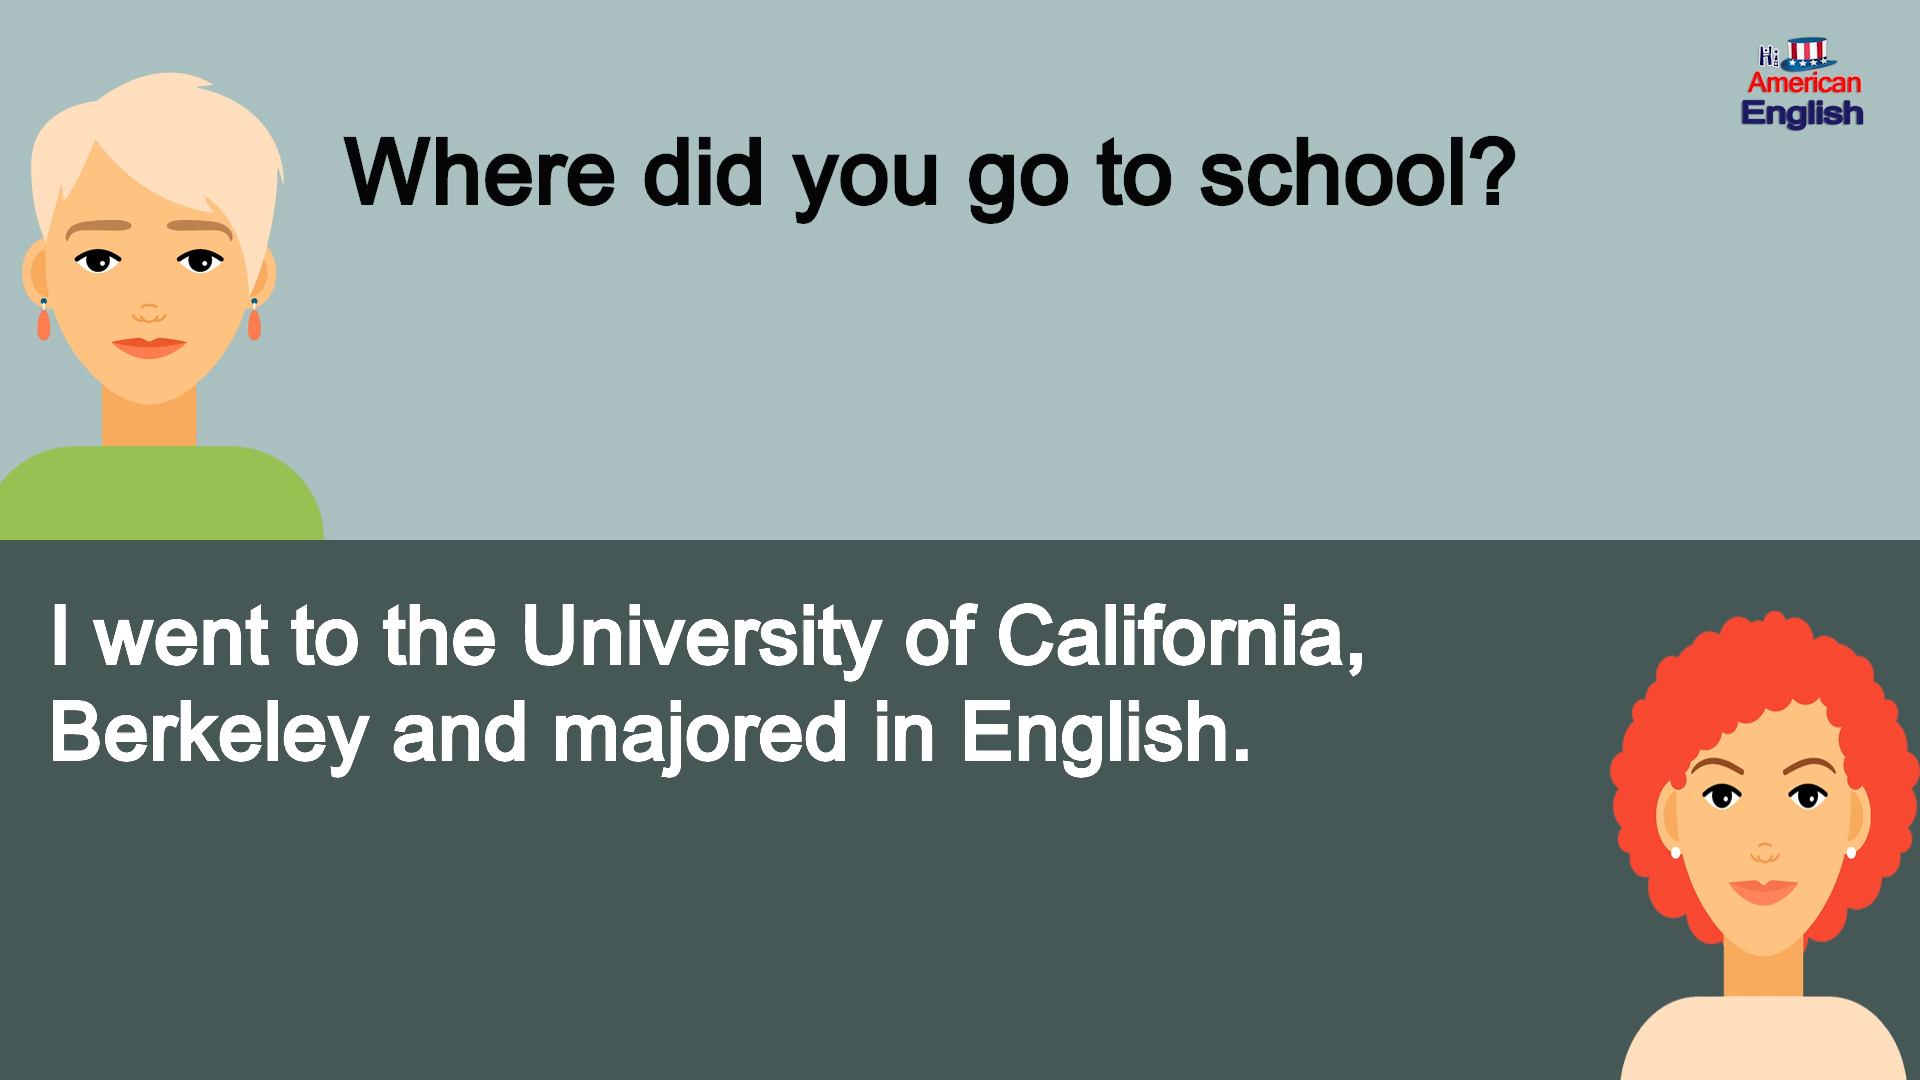 Hi
American
English
Where did you go to school?
I went to the University of California,
Berkeley and majored in English.